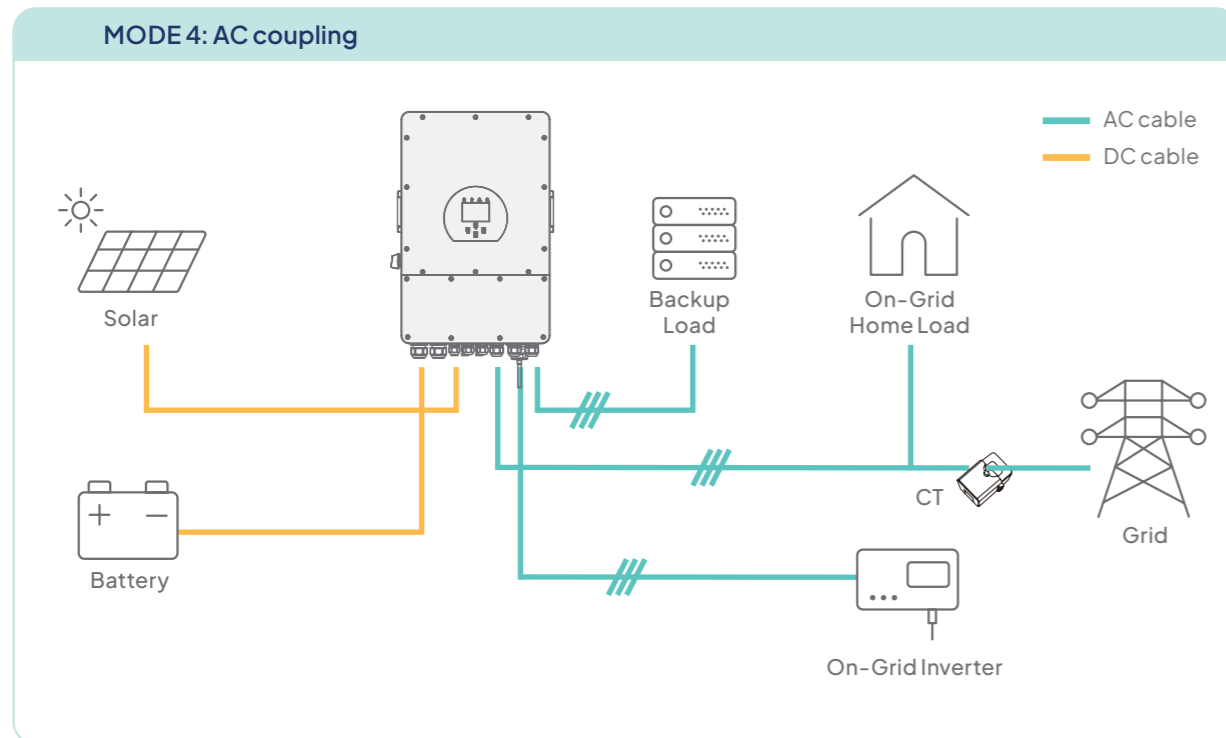 MODE 4: AC coupling
AC cable
DC cable
Solar
Backup
Load
On-Grid
Home Load
CT
Grid
Battery
On-Grid Inverter